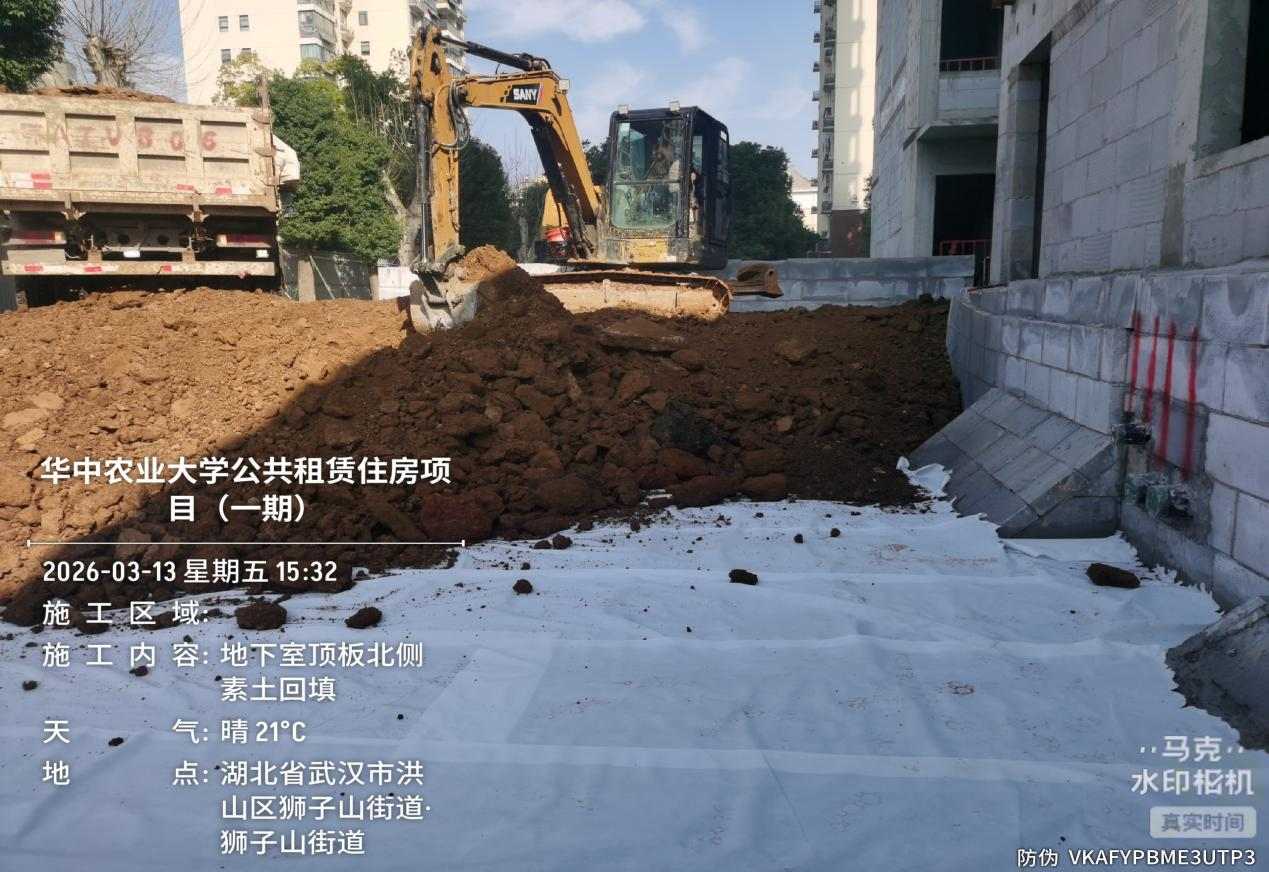 SANY
华中农业大学公共租赁住房项
目（一期）
2026-03-13 星期五 15:32
施工区域:
施工内容: 地下室顶板北侧
素土回填
天气: 晴 21°C
地点: 湖北省武汉市洪
山区狮子山街道·
狮子山街道
马克
水印相机
真实时间
防伪 VKAFYPBME3UTP3